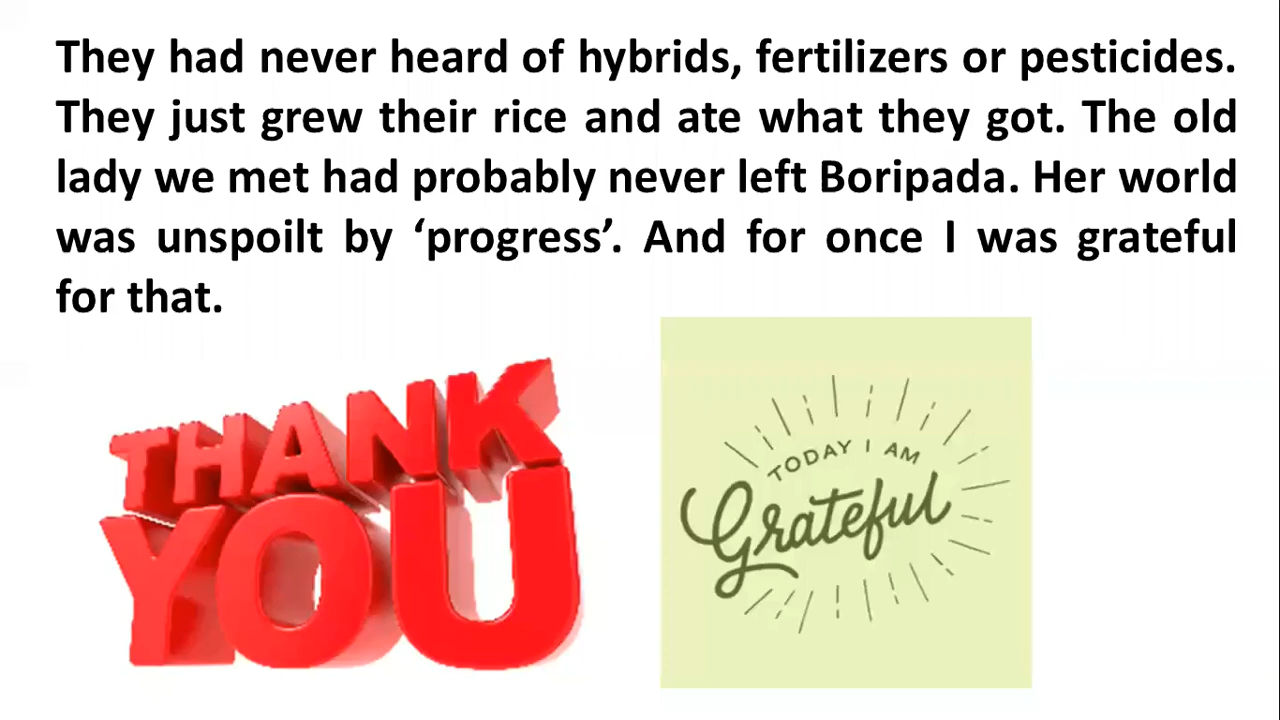 They had never heard of hybrids, fertilizers or pesticides.
They just grew their rice and ate what they got. The old
lady we met had probably never left Boripada. Her world
was unspoilt by ‘progress’. And for once I was grateful
for that.
THANK
YOU
TODAY I AM
Grateful